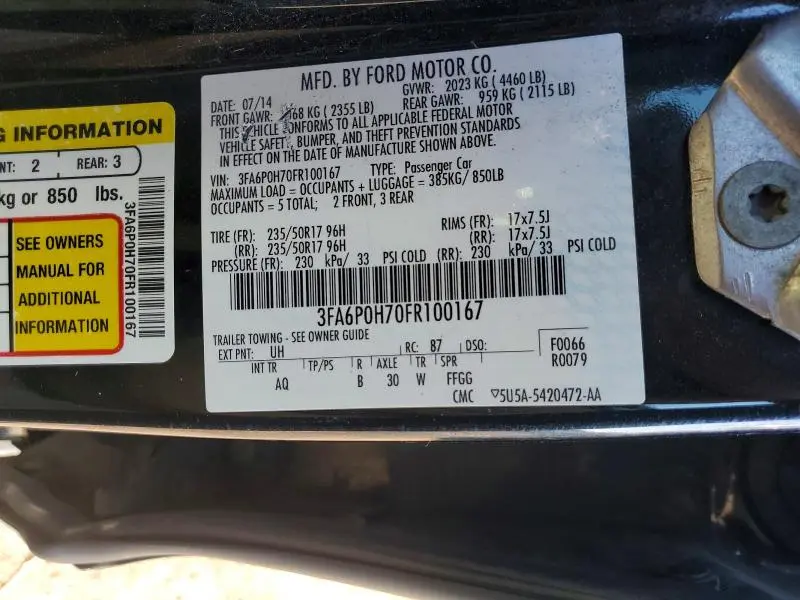 G INFORMATION
NT: 2 REAR: 3
kg or 850 lbs.
SEE OWNERS
MANUAL FOR
ADDITIONAL
INFORMATION
3FA6P0H70FR100167
MFD. BY FORD MOTOR CO.
DATE: 07/14 GVWR: 2023 KG ( 4460 LB)
FRONT GAWR: 68 KG ( 2355 LB) REAR GAWR: 959 KG ( 2115 LB)
THIS VEHICLE CONFORMS TO ALL APPLICABLE FEDERAL MOTOR
VEHICLE SAFETY, BUMPER, AND THEFT PREVENTION STANDARDS
IN EFFECT ON THE DATE OF MANUFACTURE SHOWN ABOVE.
VIN: 3FA6P0H70FR100167 TYPE: Passenger Car
MAXIMUM LOAD = OCCUPANTS + LUGGAGE = 385KG/ 850LB
OCCUPANTS = 5 TOTAL; 2 FRONT, 3 REAR
TIRE (FR): 235/50R17 96H RIMS (FR): 17x7.5J
(RR): 235/50R17 96H (RR): 17x7.5J
PRESSURE (FR): 230 kPa/ 33 PSI COLD (RR): 230 kPa/ 33 PSI COLD
3FA6P0H70FR100167
TRAILER TOWING - SEE OWNER GUIDE
EXT PNT: UH RC: 87 DSO: F0066
INT TR TP/PS R AXLE TR SPR R0079
AQ B 30 W FFGG
CMC ▽5U5A-5420472-AA